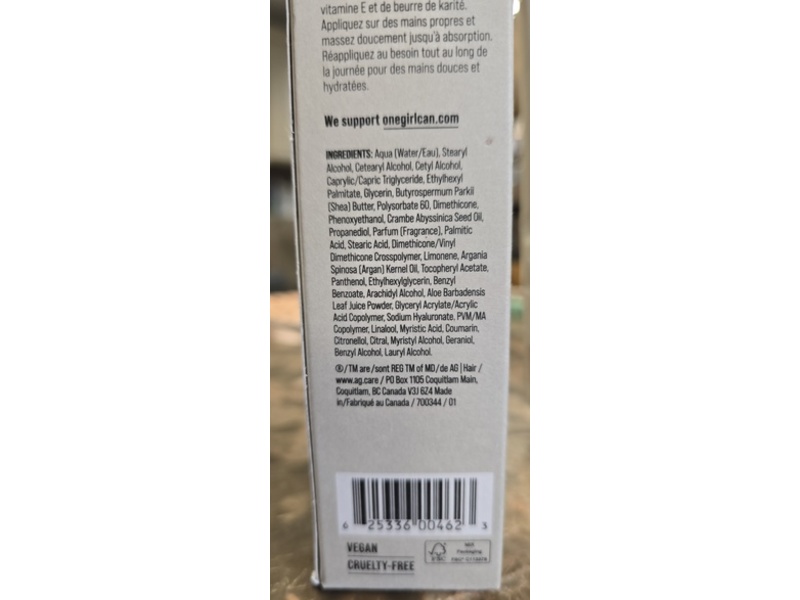 vitamine E et de beurre de karité.
Appliquez sur des mains propres et
massez doucement jusqu'à absorption.
Réappliquez au besoin tout au long de
la journée pour des mains douces et
hydratées.
We support onegirlcan.com
INGREDIENTS: Aqua (Water/Eau), Stearyl
Alcohol, Cetearyl Alcohol, Cetyl Alcohol,
Caprylic/Capric Triglyceride, Ethylhexyl
Palmitate, Glycerin, Butyrospermum Parkii
(Shea) Butter, Polysorbate 60, Dimethicone,
Phenoxyethanol, Crambe Abyssinica Seed Oil,
Propanediol, Parfum (Fragrance), Palmitic
Acid, Stearic Acid, Dimethicone/Vinyl
Dimethicone Crosspolymer, Limonene, Argania
Spinosa (Argan) Kernel Oil, Tocopheryl Acetate,
Panthenol, Ethylhexylglycerin, Benzyl
Benzoate, Arachidyl Alcohol, Aloe Barbadensis
Leaf Juice Powder, Glyceryl Acrylate/Acrylic
Acid Copolymer, Sodium Hyaluronate, PVM/MA
Copolymer, Linalool, Myristic Acid, Coumarin,
Citronellol, Citral, Myristyl Alcohol, Geraniol,
Benzyl Alcohol, Lauryl Alcohol.
®/TM are/sont REG TM of MD/de AG | Hair /
www.ag.care / PO Box 1105 Coquitlam Main,
Coquitlam, BC Canada V3J 6Z4 Made
in/Fabriqué au Canada / 700344 / 01
6 25336 00462 3
VEGAN
CRUELTY-FREE
FSC
MIX
Packaging